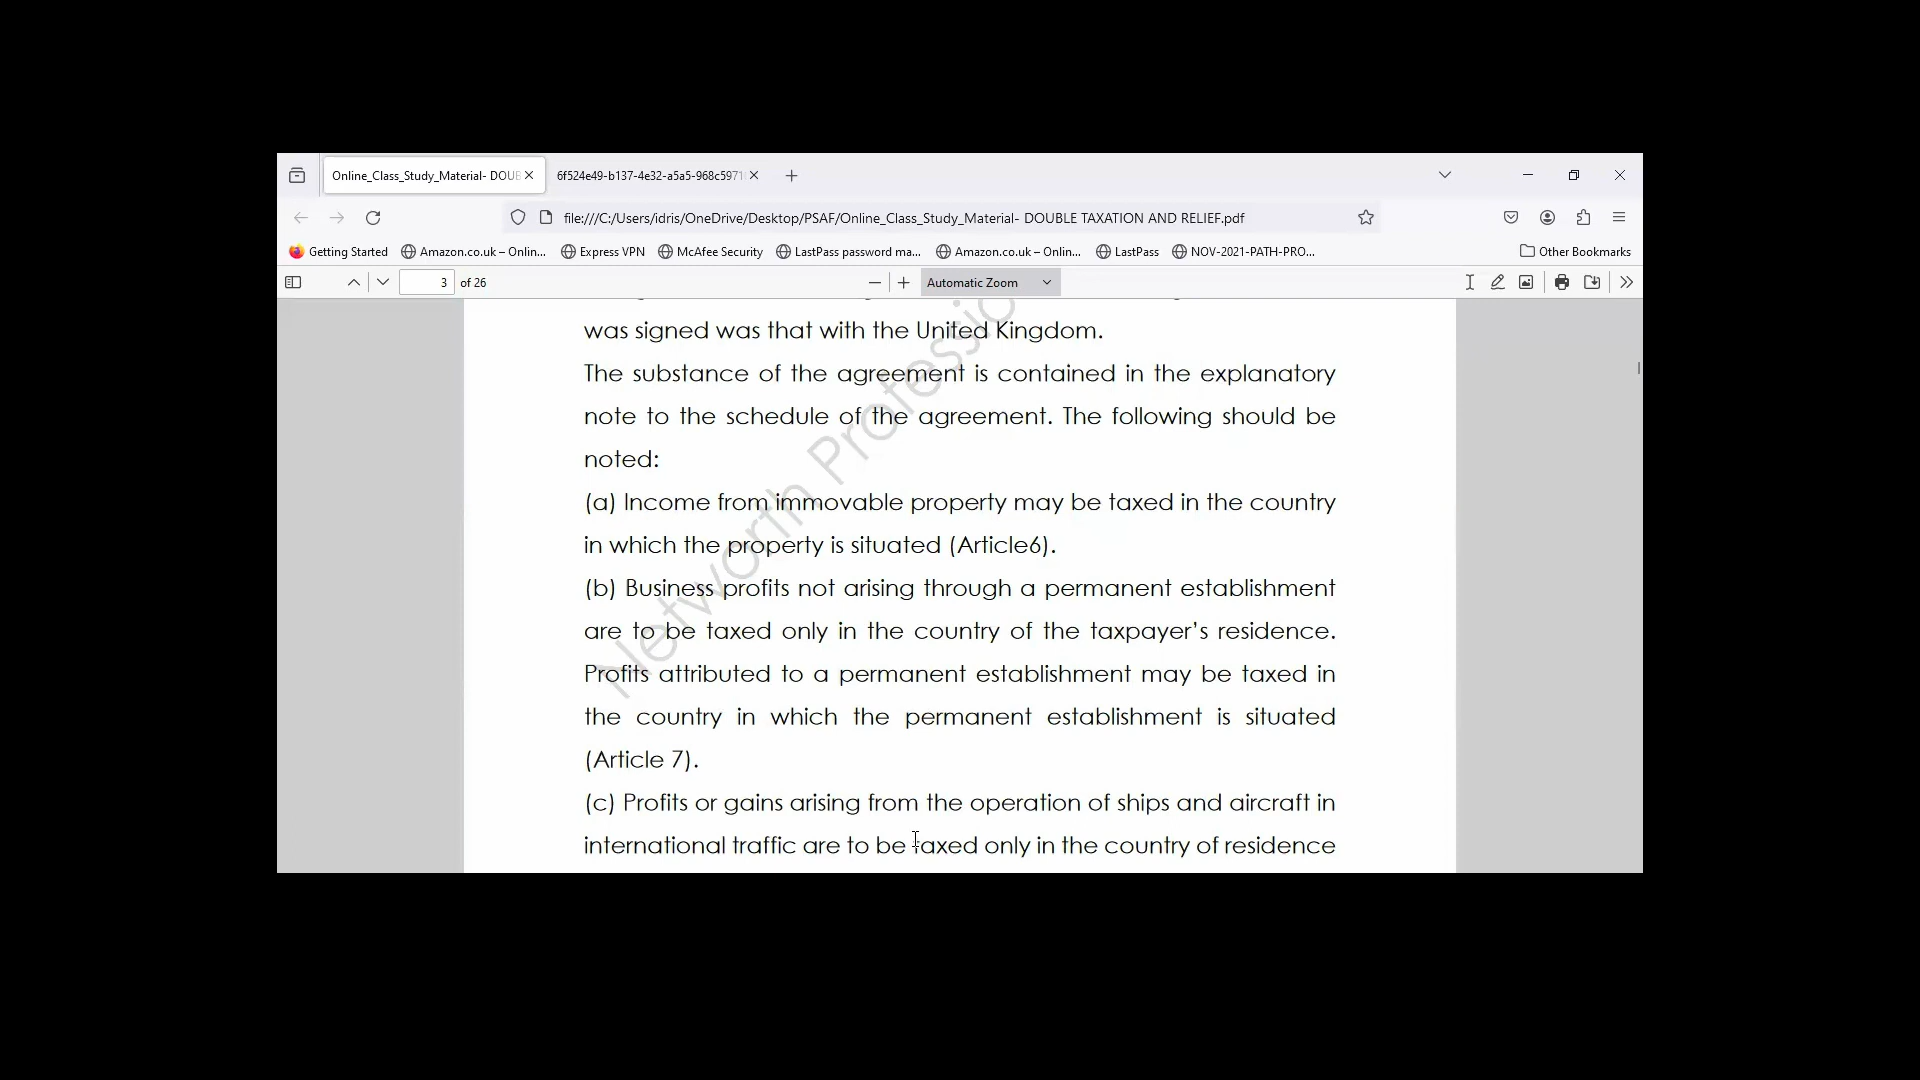 Online_Class_Study_Material- DOUB
6f524e49-b137-4e32-a5a5-968c5971
file:///C:/Users/idris/OneDrive/Desktop/PSAF/Online_Class_Study_Material- DOUBLE TAXATION AND RELIEF.pdf
Getting Started Amazon.co.uk – Onlin... Express VPN McAfee Security LastPass password ma... Amazon.co.uk – Onlin... LastPass NOV-2021-PATH-PRO... Other Bookmarks
3 of 26 Automatic Zoom
was signed was that with the United Kingdom.
The substance of the agreement is contained in the explanatory
note to the schedule of the agreement. The following should be
noted:
(a) Income from immovable property may be taxed in the country
in which the property is situated (Article6).
(b) Business profits not arising through a permanent establishment
are to be taxed only in the country of the taxpayer’s residence.
Profits attributed to a permanent establishment may be taxed in
the country in which the permanent establishment is situated
(Article 7).
(c) Profits or gains arising from the operation of ships and aircraft in
international traffic are to be taxed only in the country of residence
Networth Professio